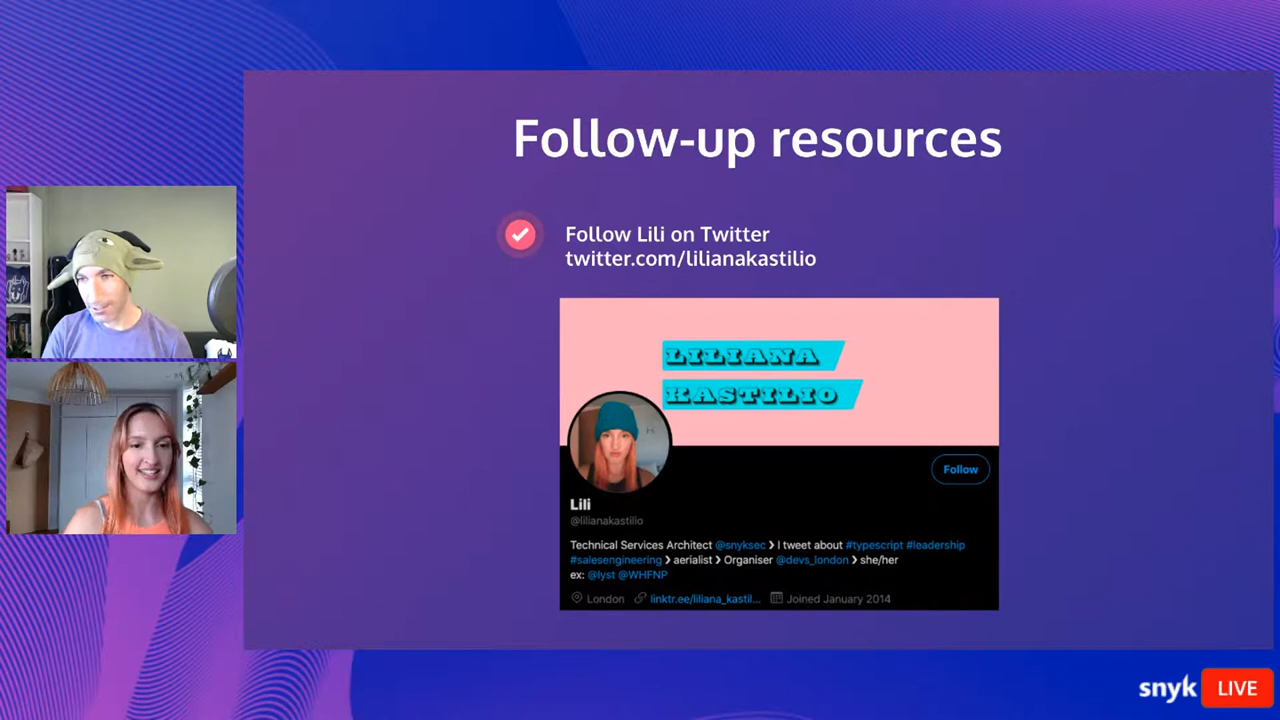 Follow-up resources
Follow Lili on Twitter
twitter.com/lilianakastilio
LILIANA
KASTILIO
Follow
Lili
@lilianakastilio
Technical Services Architect @snyksec ❯ I tweet about #typescript #leadership
#salesengineering ❯ aerialist ❯ Organiser @devs_london ❯ she/her
ex: @lyst @WHFNP
London linktr.ee/liliana_kastil... Joined January 2014
snyk LIVE